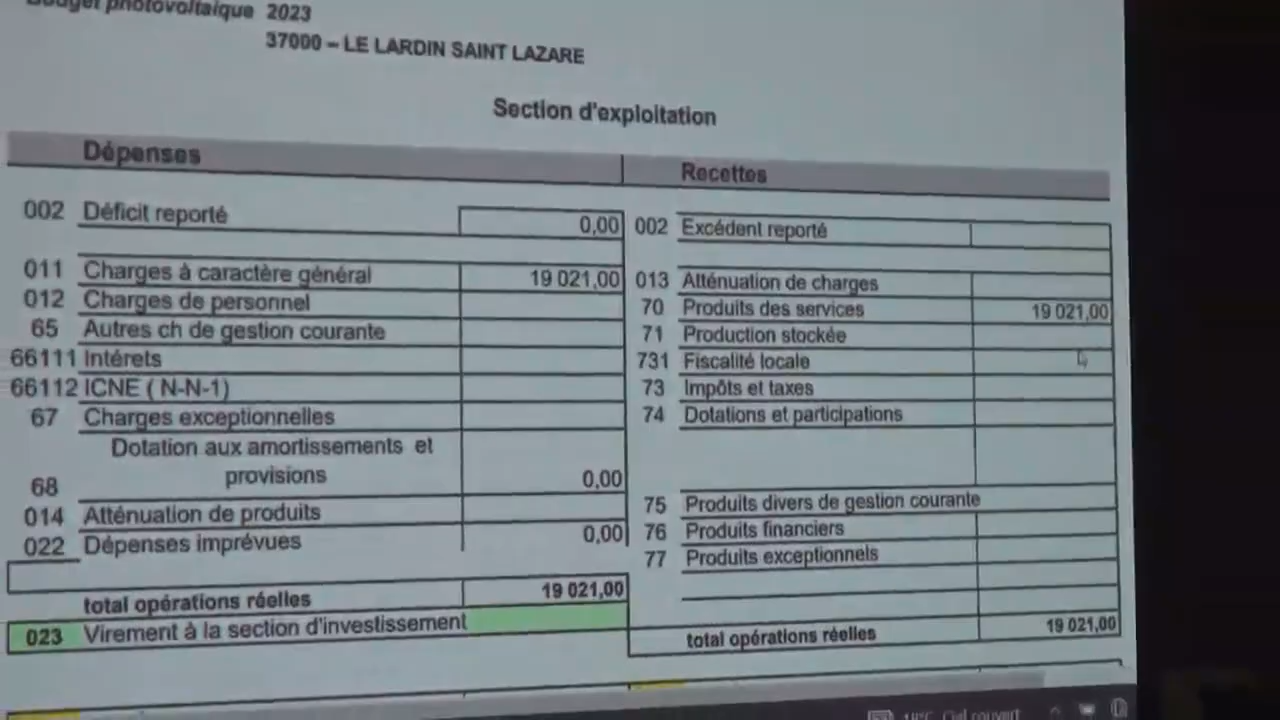 Budget photovoltaïque 2023
37000 – LE LARDIN SAINT LAZARE
Section d'exploitation
Dépenses
Recettes
002 Déficit reporté 0,00
002 Excédent reporté
011 Charges à caractère général 19 021,00
013 Atténuation de charges
012 Charges de personnel
70 Produits des services 19 021,00
65 Autres ch de gestion courante
71 Production stockée
66111 Intérets
731 Fiscalité locale
66112 ICNE ( N-N-1)
73 Impôts et taxes
67 Charges exceptionnelles
74 Dotations et participations
Dotation aux amortissements et
68 provisions 0,00
75 Produits divers de gestion courante
014 Atténuation de produits
76 Produits financiers
022 Dépenses imprévues 0,00
77 Produits exceptionnels
total opérations réelles 19 021,00
023 Virement à la section d'investissement
total opérations réelles 19 021,00
Ciel couvert